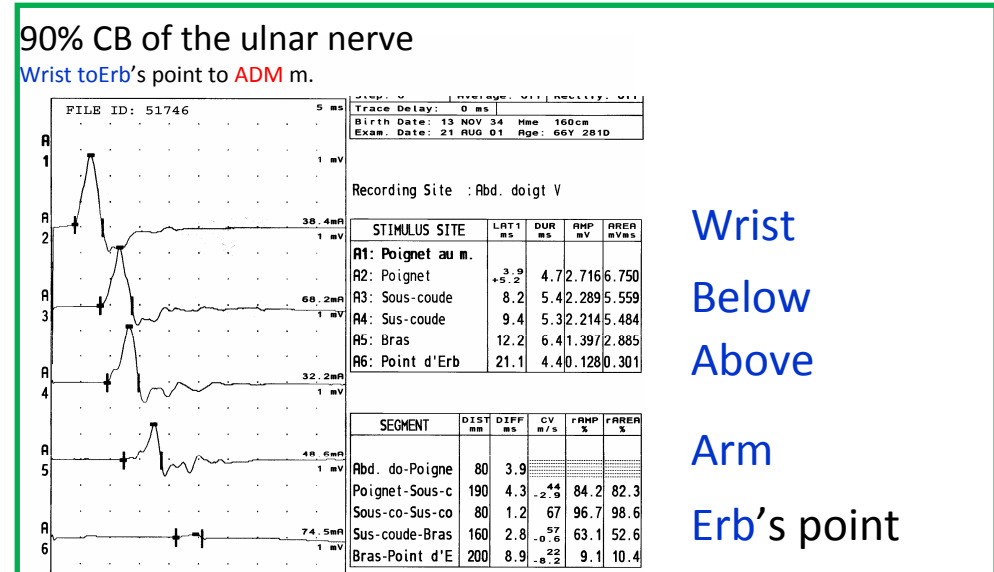 90% CB of the ulnar nerve
Wrist toErb's point to ADM m.
FILE ID: 51746
5 ms
Trace Delay: 0 ms
Birth Date: 13 NOV 34 Mme 160cm
Exam. Date: 21 AUG 01 Age: 66Y 281D
A
1
1 mV
Recording Site : Abd. doigt V
A
2
38.4mA
1 mV
A
3
68.2mA
1 mV
A
4
32.2mA
1 mV
A
5
48.6mA
1 mV
A
6
74.5mA
1 mV
STIMULUS SITE LAT1 ms DUR ms AMP mV AREA mVms
A1: Poignet au m.
A2: Poignet 3.9 +5.2 4.7 2.716 6.750
A3: Sous-coude 8.2 5.4 2.289 5.559
A4: Sus-coude 9.4 5.3 2.214 5.484
A5: Bras 12.2 6.4 1.397 2.885
A6: Point d'Erb 21.1 4.4 0.128 0.301
SEGMENT DIST mm DIFF ms CV m/s rAMP % rAREA %
Abd. do-Poigne 80 3.9
Poignet-Sous-c 190 4.3 44 -2.9 84.2 82.3
Sous-co-Sus-co 80 1.2 67 96.7 98.6
Sus-coude-Bras 160 2.8 57 -0.6 63.1 52.6
Bras-Point d'E 200 8.9 22 -8.2 9.1 10.4
Wrist
Below
Above
Arm
Erb's point